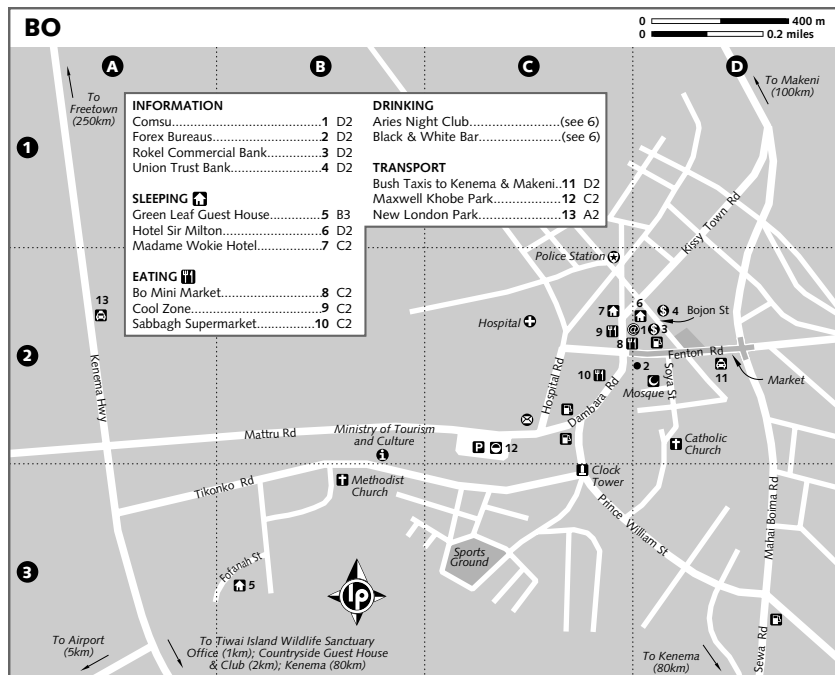 BO
0 400 m
0 0.2 miles
A
B
C
D
To
Freetown
(250km)
To Makeni
(100km)
INFORMATION
Comsu.................................1 D2
Forex Bureaus.....................2 D2
Rokel Commercial Bank.......3 D2
Union Trust Bank.................4 D2
SLEEPING
Green Leaf Guest House.......5 B3
Hotel Sir Milton...................6 D2
Madame Wokie Hotel...........7 C2
EATING
Bo Mini Market....................8 C2
Cool Zone...........................9 C2
Sabbagh Supermarket.........10 C2
DRINKING
Aries Night Club.................(see 6)
Black & White Bar...............(see 6)
TRANSPORT
Bush Taxis to Kenema & Makeni..11 D2
Maxwell Khobe Park............12 C2
New London Park................13 A2
1
Kissy Town Rd
Police Station
13
Kenema Hwy
Hospital
7
6
4
Bojon St
9
@ 1 $ 3
8
2
Fenton Rd
2
11
Market
10
Mosque
Soya St
Hospital Rd
Dambara Rd
Mattru Rd
Ministry of Tourism
and Culture
P
12
Catholic
Church
Tikonko Rd
Methodist
Church
Clock
Tower
Prince William St
Mahai Boima Rd
3
Fofanah St
5
Sports
Ground
lp
To Airport
(5km)
To Tiwai Island Wildlife Sanctuary
Office (1km); Countryside Guest House
& Club (2km); Kenema (80km)
To Kenema
(80km)
Sewa Rd